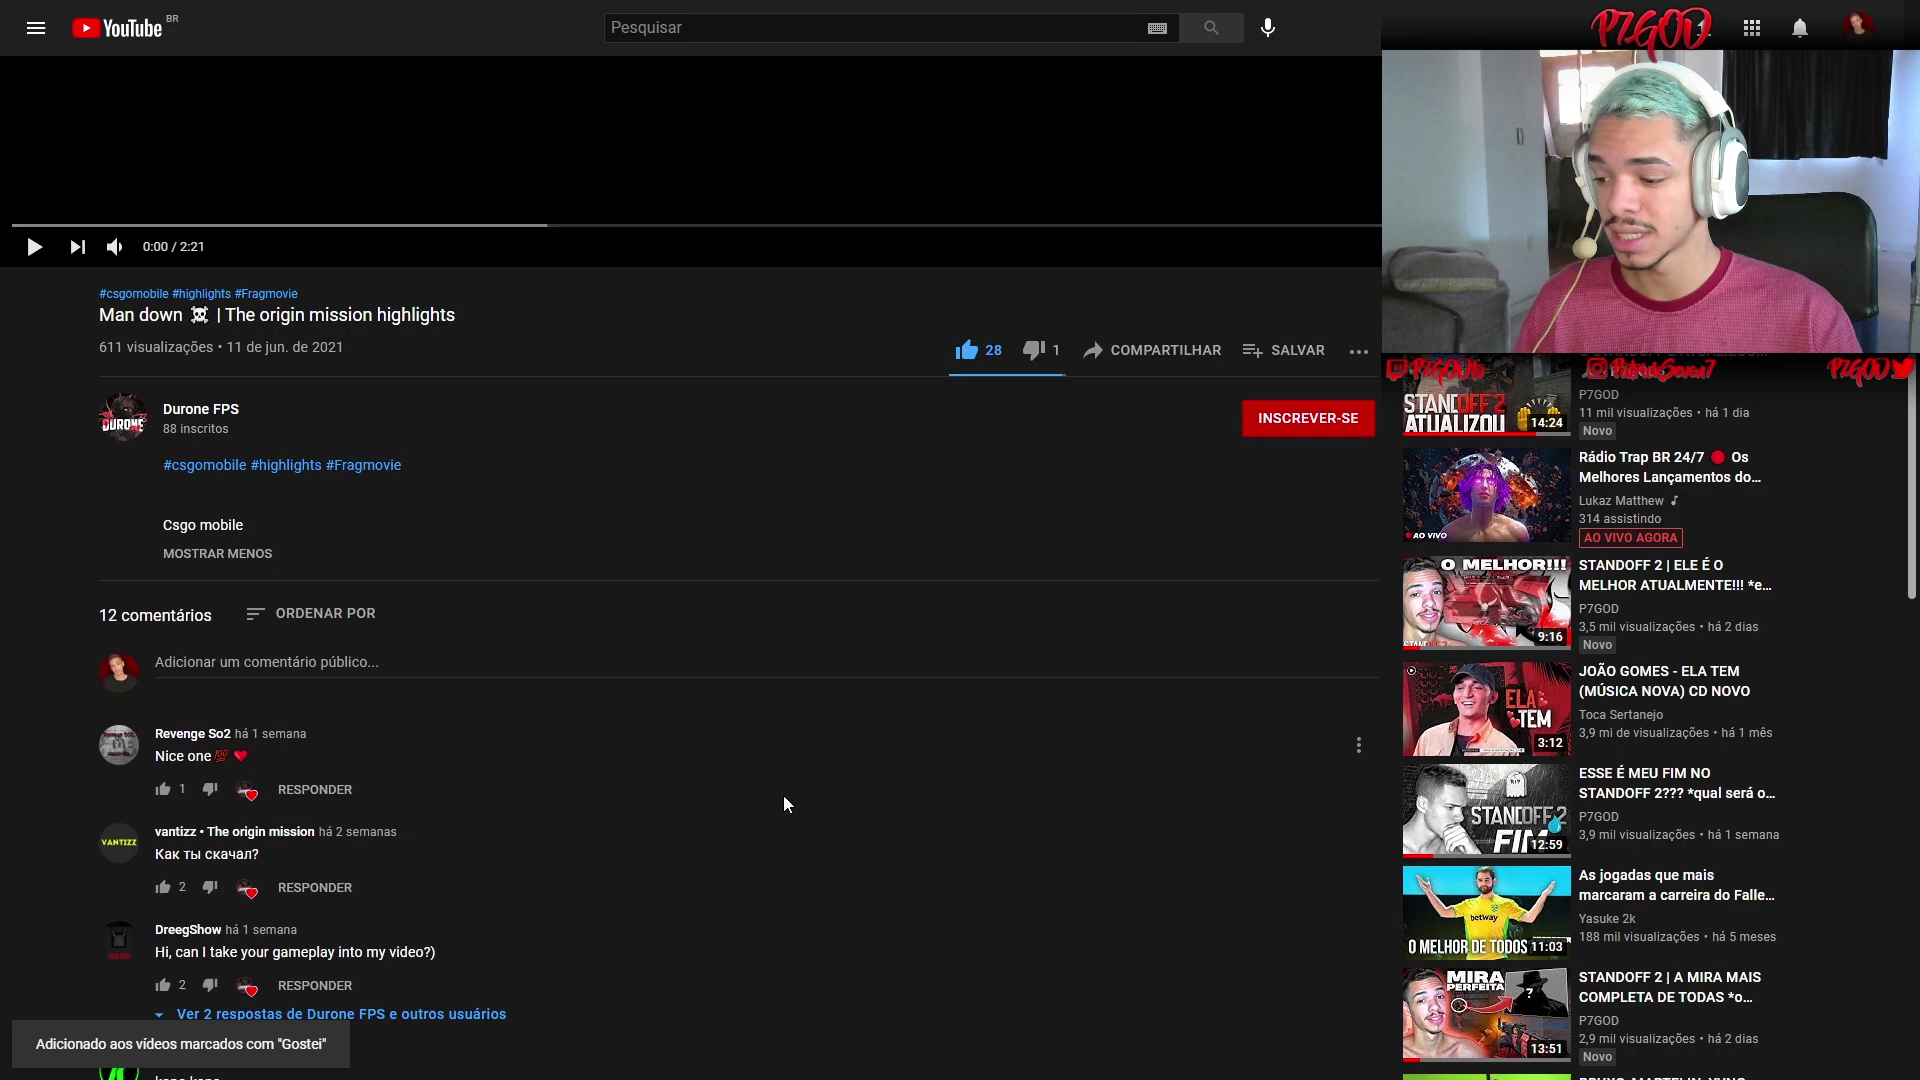 YouTube BR
Pesquisar
P7GOD
0:00 / 2:21
#csgomobile #highlights #Fragmovie
Man down ☠ | The origin mission highlights
611 visualizações • 11 de jun. de 2021
28
1
COMPARTILHAR
SALVAR
DURONE
Durone FPS
88 inscritos
INSCREVER-SE
#csgomobile #highlights #Fragmovie
Csgo mobile
MOSTRAR MENOS
12 comentários
ORDENAR POR
Adicionar um comentário público...
Revenge So2 há 1 semana
Nice one💯❤
1
RESPONDER
VANTIZZ
vantizz • The origin mission há 2 semanas
Как ты скачал?
2
RESPONDER
DreegShow há 1 semana
Hi, can I take your gameplay into my video?)
2
RESPONDER
Ver 2 respostas de Durone FPS e outros usuários
Adicionado aos vídeos marcados com "Gostei"
P7GODtv
PatrickSeven7
P7GOD
STANDOFF 2
ATUALIZOU
14:24
P7GOD
11 mil visualizações • há 1 dia
Novo
AO VIVO
Rádio Trap BR 24/7 🔴 Os
Melhores Lançamentos do...
Lukaz Matthew ♪
314 assistindo
AO VIVO AGORA
O MELHOR!!!
9:16
STANDOFF 2 | ELE É O
MELHOR ATUALMENTE!!! *e...
P7GOD
3,5 mil visualizações • há 2 dias
Novo
ELA
TEM
3:12
JOÃO GOMES - ELA TEM
(MÚSICA NOVA) CD NOVO
Toca Sertanejo
3,9 mi de visualizações • há 1 mês
STANDOFF 2
FIM
12:59
ESSE É MEU FIM NO
STANDOFF 2??? *qual será o...
P7GOD
3,9 mil visualizações • há 1 semana
betway
O MELHOR DE TODOS
11:03
As jogadas que mais
marcaram a carreira do Falle...
Yasuke 2k
188 mil visualizações • há 5 meses
MIRA
PERFEITA
?
13:51
STANDOFF 2 | A MIRA MAIS
COMPLETA DE TODAS *o...
P7GOD
2,9 mil visualizações • há 2 dias
Novo